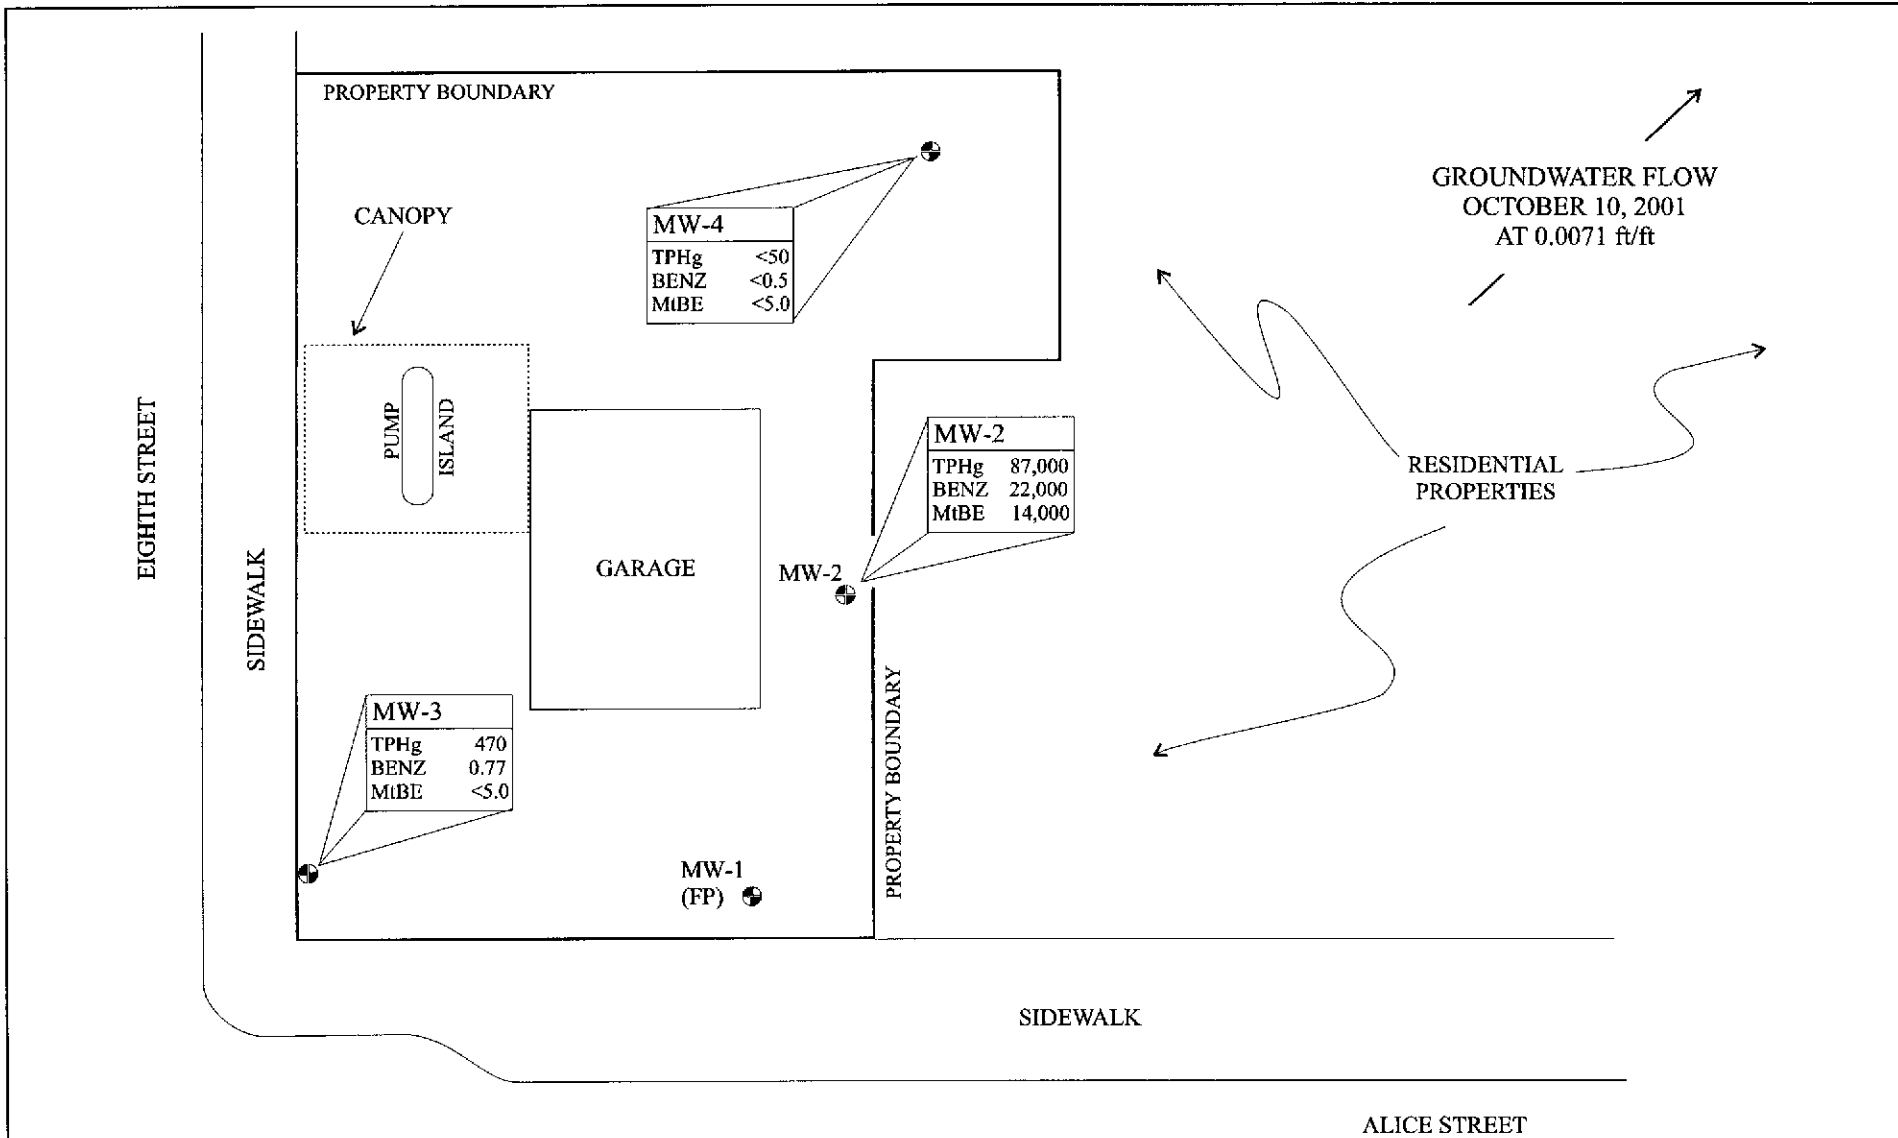 PROPERTY BOUNDARY
GROUNDWATER FLOW
OCTOBER 10, 2001
AT 0.0071 ft/ft
CANOPY
MW-4
TPHg <50
BENZ <0.5
MtBE <5.0
EIGHTH STREET
SIDEWALK
PUMP
ISLAND
MW-2
TPHg 87,000
BENZ 22,000
MtBE 14,000
RESIDENTIAL
PROPERTIES
GARAGE
MW-2
PROPERTY BOUNDARY
MW-3
TPHg 470
BENZ 0.77
MtBE <5.0
MW-1
(FP)
SIDEWALK
ALICE STREET